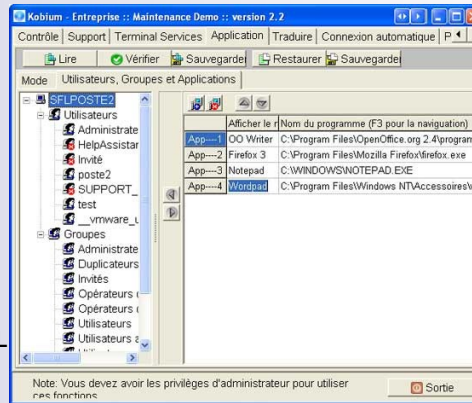 Kobium - Entreprise :: Maintenance Demo :: version 2.2
Contrôle Support Terminal Services Application Traduire Connexion automatique P
Lire Vérifier Sauvegarder Restaurer Sauvegarder
Mode Utilisateurs, Groupes et Applications
SFLPOSTE2
Utilisateurs
Administrate
HelpAssistar
Invité
poste2
SUPPORT_
test
__vmware_u
Groupes
Administrate
Duplicateurs
Invités
Opérateurs
Opérateurs
Utilisateurs
Utilisateurs
Afficher le r Nom du programme (F3 pour la naviguation)
App----1 OO Writer C:\Program Files\OpenOffice.org 2.4\program
App----2 Firefox 3 C:\Program Files\Mozilla Firefox\firefox.exe
App----3 Notepad C:\WINDOWS\NOTEPAD.EXE
App----4 Wordpad C:\Program Files\Windows NT\Accessoires\
Note: Vous devez avoir les privilèges d'administrateur pour utiliser
ces fonctions
Sortie